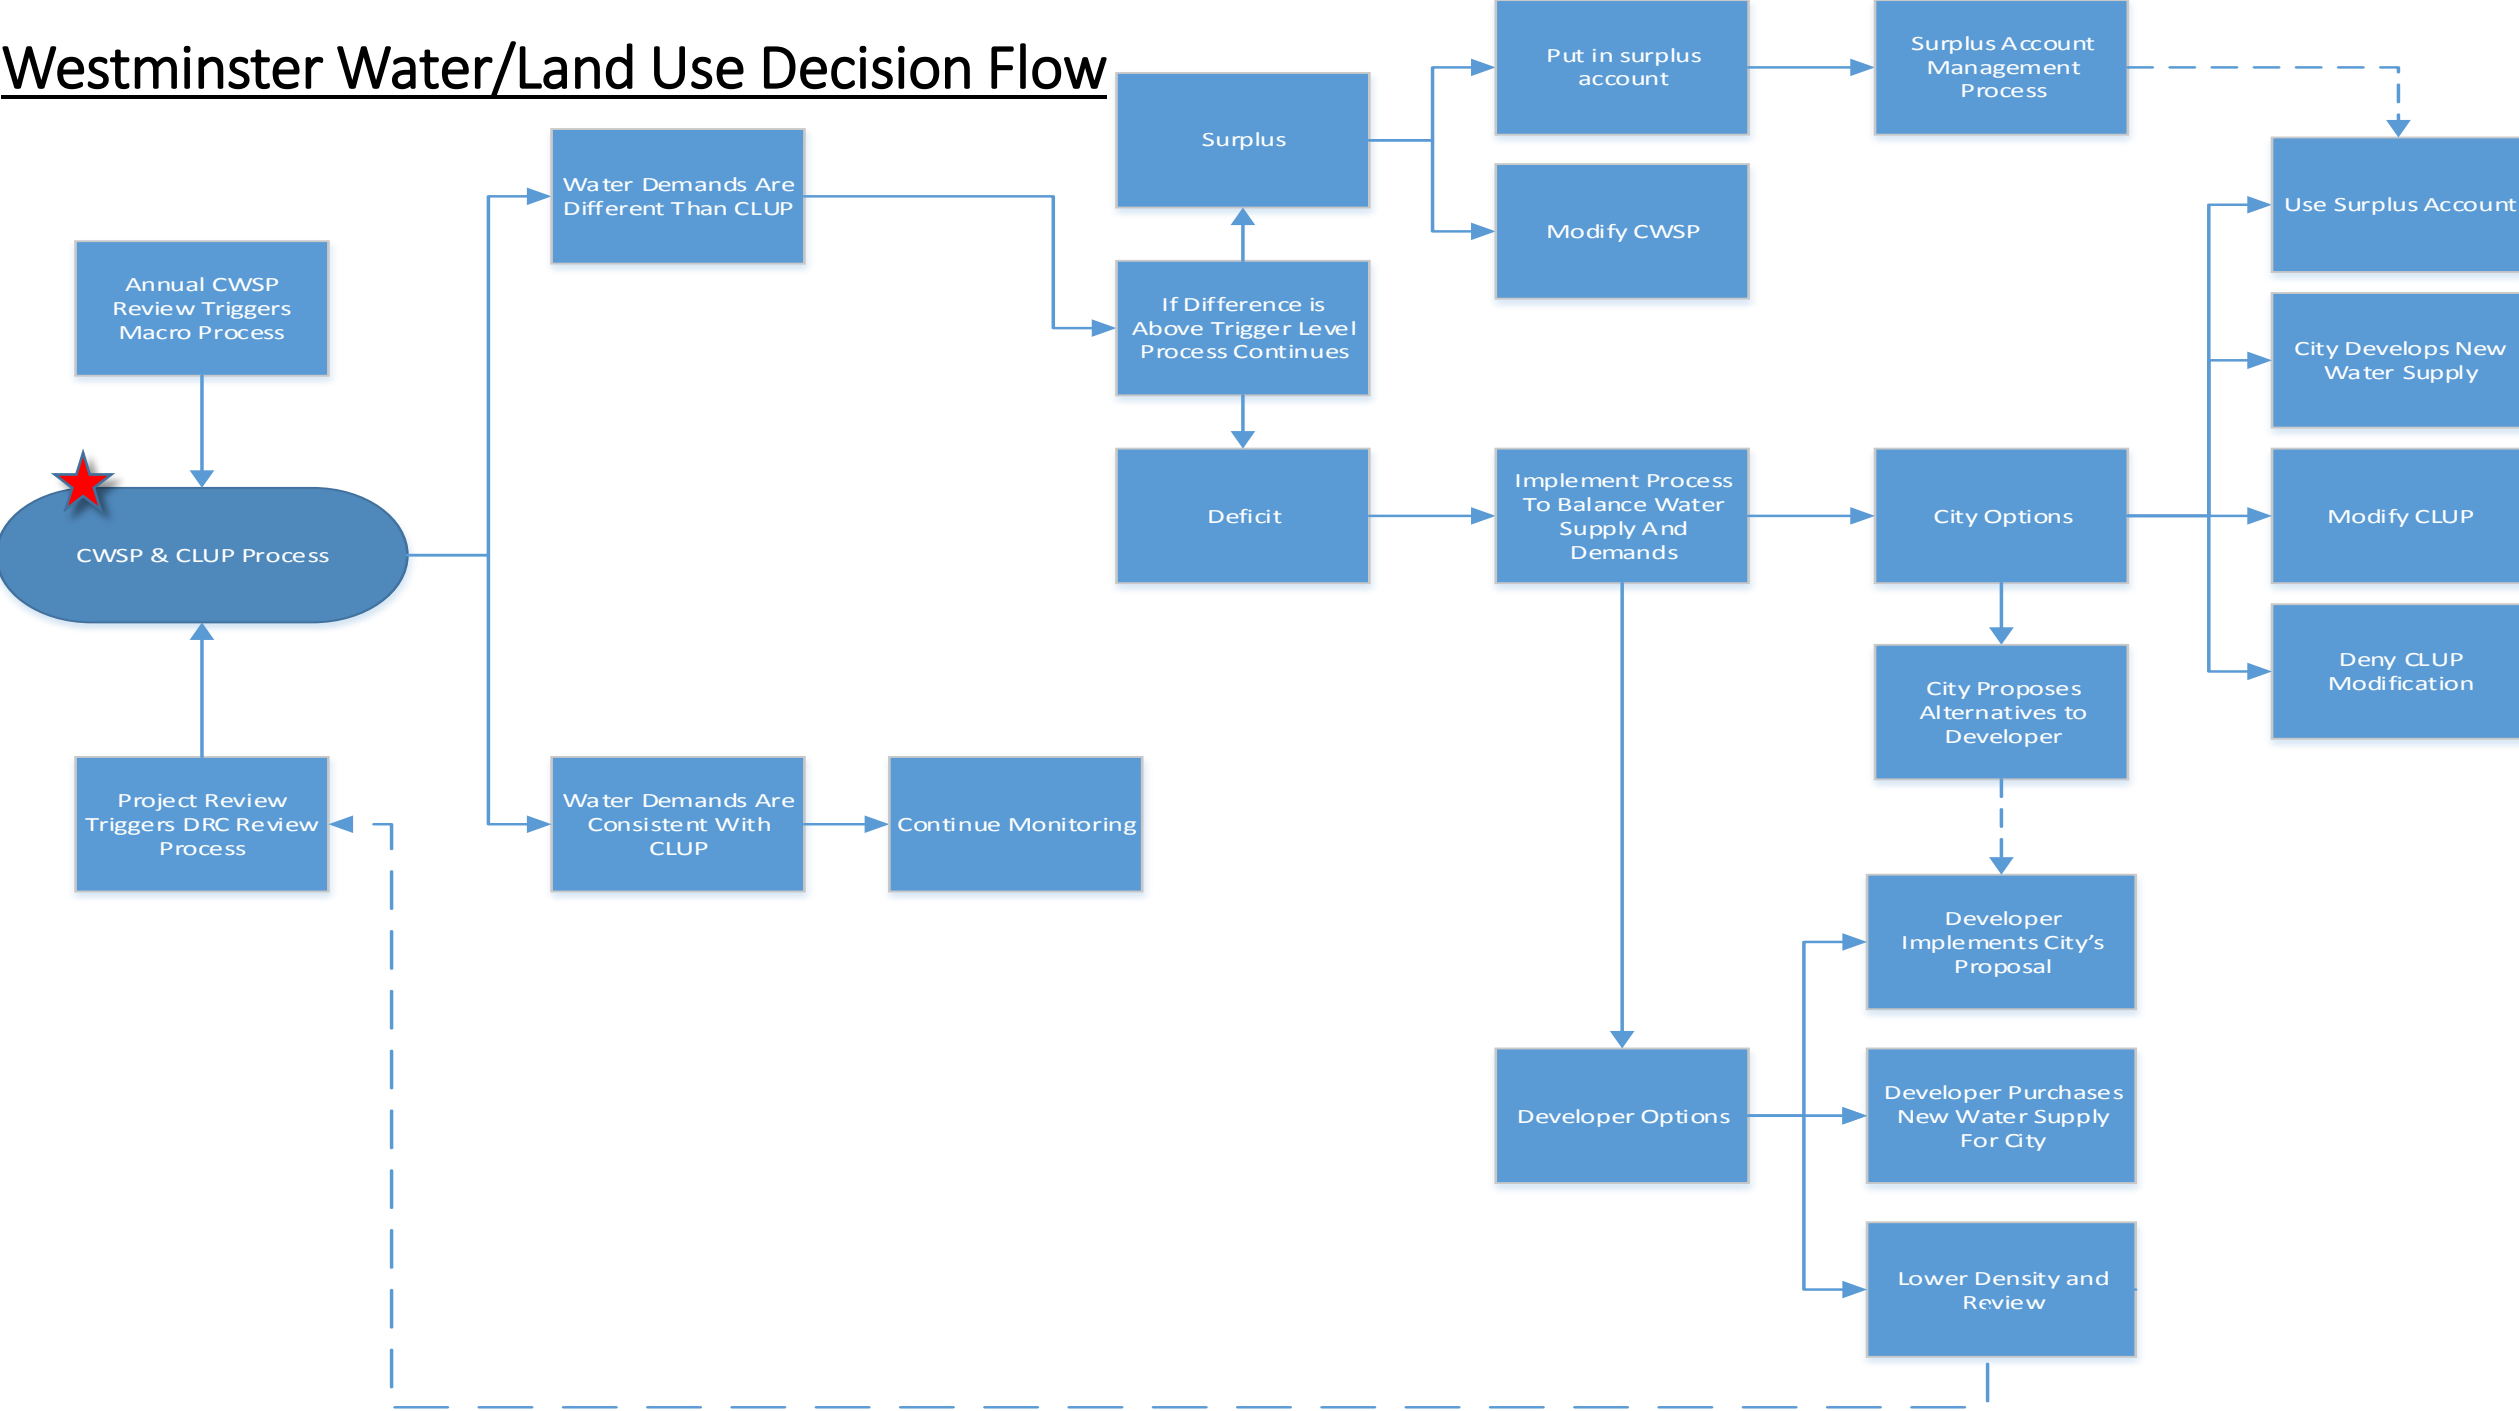 Westminster Water/Land Use Decision Flow
Put in surplus
account
Surplus Account
Management
Process
Surplus
Water Demands Are
Different Than CLUP
Use Surplus Account
Modify CWSP
Annual CWSP
Review Triggers
Macro Process
If Difference is
Above Trigger Level
Process Continues
City Develops New
Water Supply
Deficit
Implement Process
To Balance Water
Supply And
Demands
City Options
Modify CLUP
CWSP & CLUP Process
City Proposes
Alternatives to
Developer
Deny CLUP
Modification
Project Review
Triggers DRC Review
Process
Water Demands Are
Consistent With
CLUP
Continue Monitoring
Developer
Implements City’s
Proposal
Developer Options
Developer Purchases
New Water Supply
For City
Lower Density and
Review